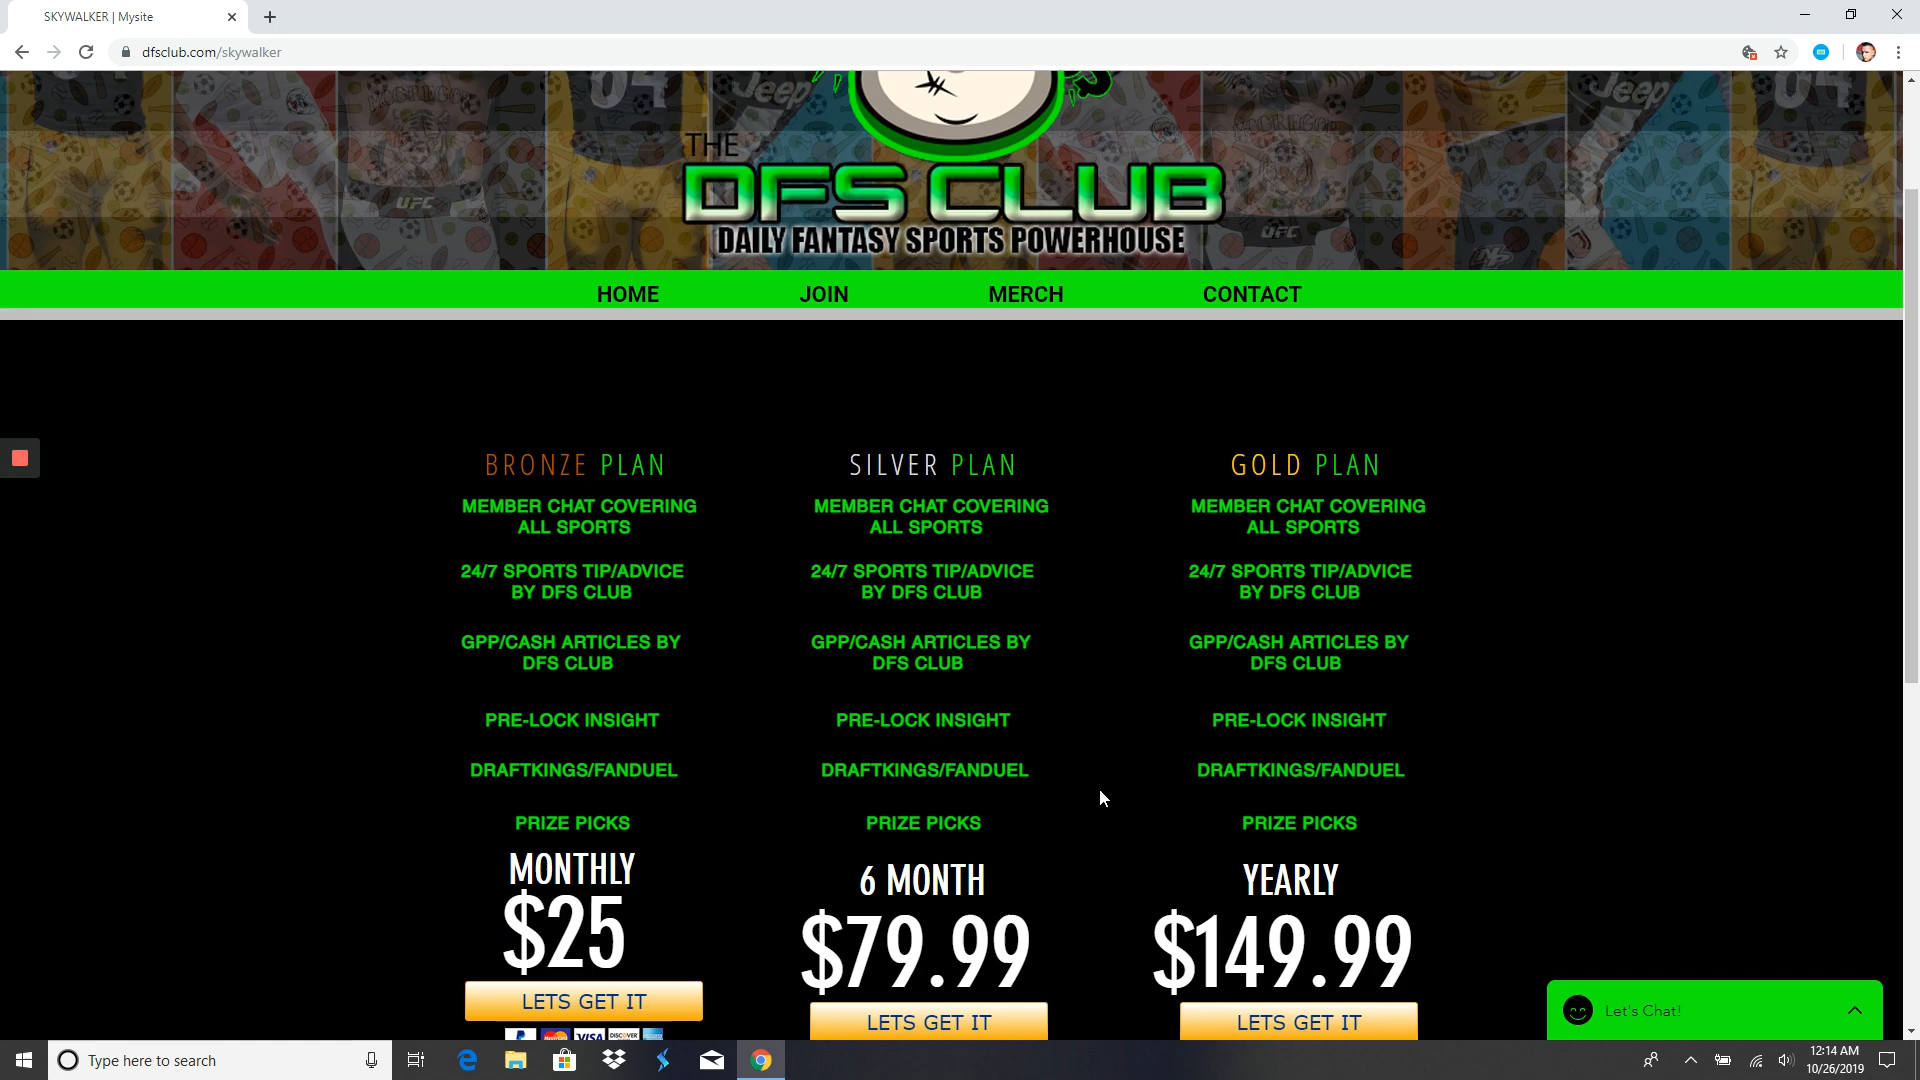 SKYWALKER | Mysite
dfsclub.com/skywalker
Jeep
Jeep
04
UFC
UFC
THE
DFS CLUB
DAILY FANTASY SPORTS POWERHOUSE
HOME JOIN MERCH CONTACT
BRONZE PLAN
MEMBER CHAT COVERING
ALL SPORTS
24/7 SPORTS TIP/ADVICE
BY DFS CLUB
GPP/CASH ARTICLES BY
DFS CLUB
PRE-LOCK INSIGHT
DRAFTKINGS/FANDUEL
PRIZE PICKS
MONTHLY
$25
LETS GET IT
VISA
DISCOVER
SILVER PLAN
MEMBER CHAT COVERING
ALL SPORTS
24/7 SPORTS TIP/ADVICE
BY DFS CLUB
GPP/CASH ARTICLES BY
DFS CLUB
PRE-LOCK INSIGHT
DRAFTKINGS/FANDUEL
PRIZE PICKS
6 MONTH
$79.99
LETS GET IT
GOLD PLAN
MEMBER CHAT COVERING
ALL SPORTS
24/7 SPORTS TIP/ADVICE
BY DFS CLUB
GPP/CASH ARTICLES BY
DFS CLUB
PRE-LOCK INSIGHT
DRAFTKINGS/FANDUEL
PRIZE PICKS
YEARLY
$149.99
LETS GET IT
Let's Chat!
Type here to search
12:14 AM
10/26/2019